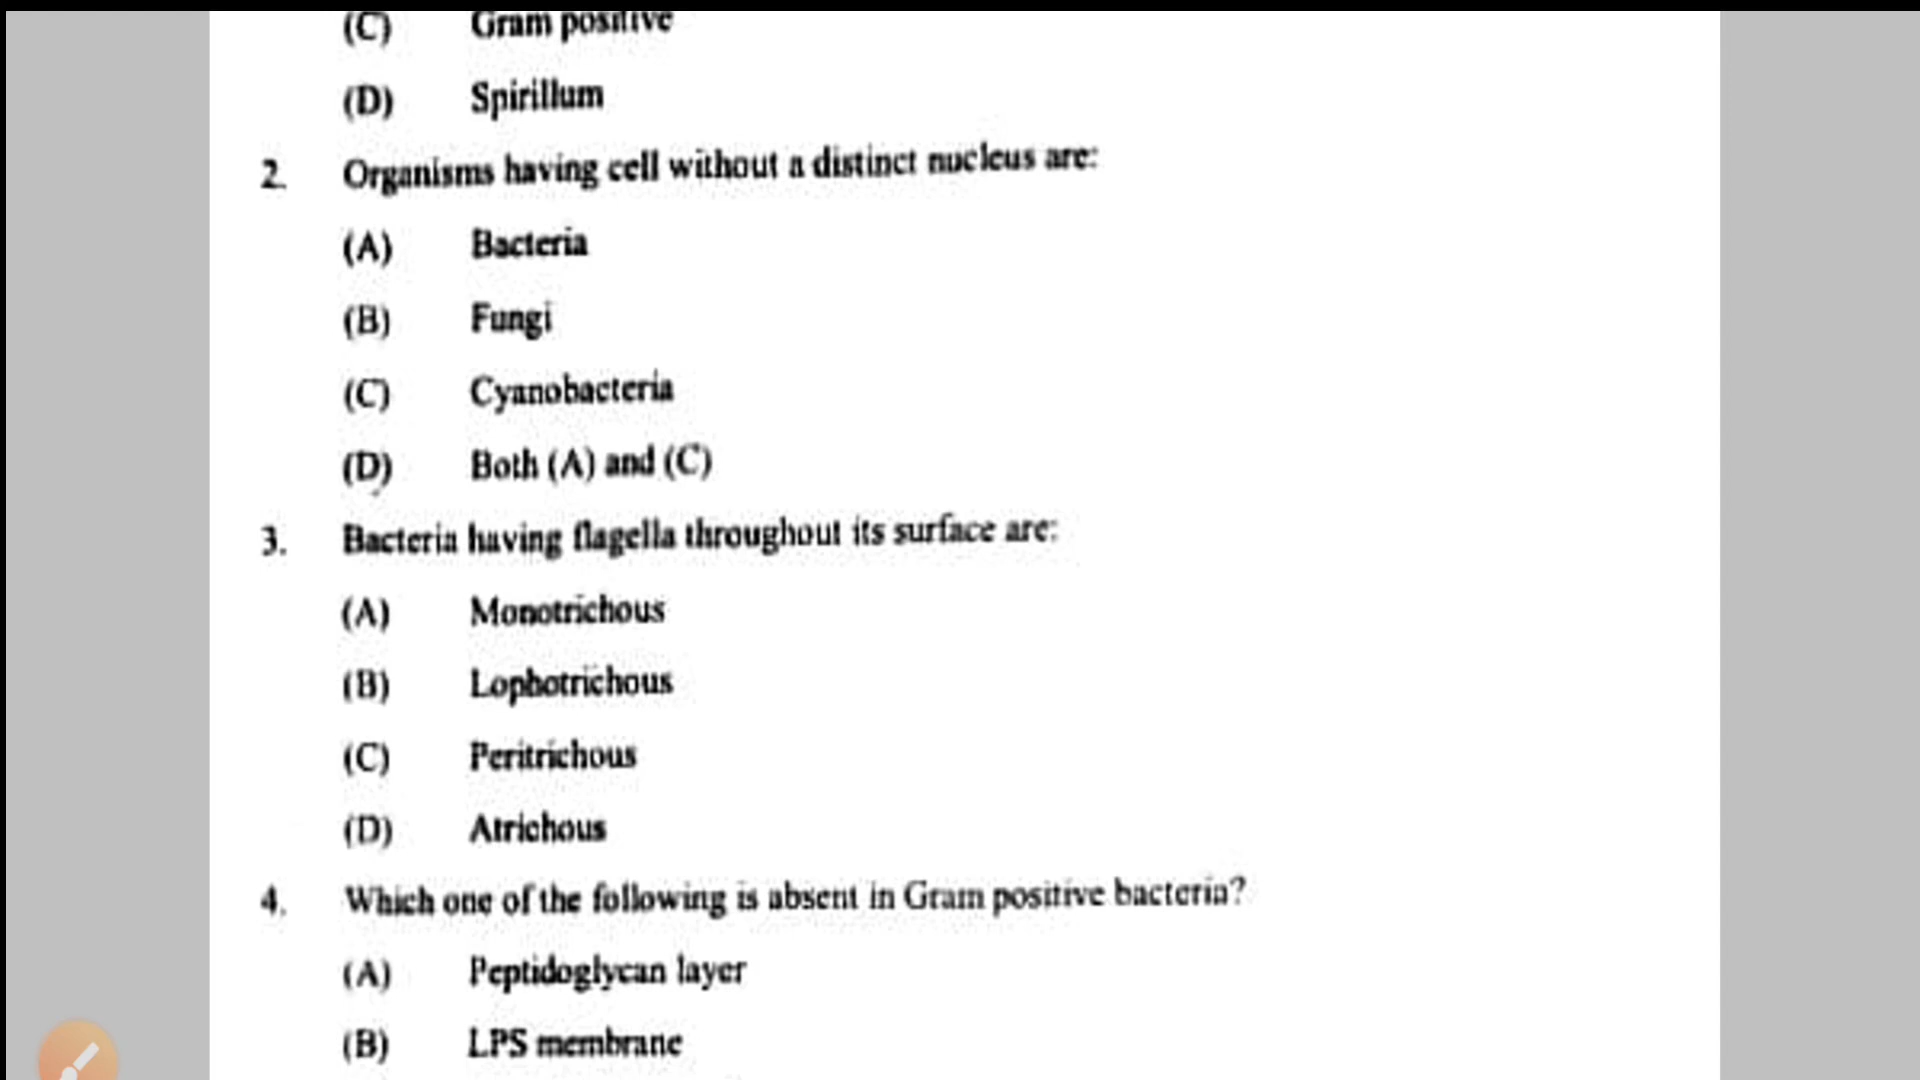 (C) Gram positive
(D) Spirillum
2. Organisms having cell without a distinct nucleus are:
(A) Bacteria
(B) Fungi
(C) Cyanobacteria
(D) Both (A) and (C)
3. Bacteria having flagella throughout its surface are:
(A) Monotrichous
(B) Lophotrichous
(C) Peritrichous
(D) Atrichous
4. Which one of the following is absent in Gram positive bacteria?
(A) Peptidoglycan layer
(B) LPS membrane